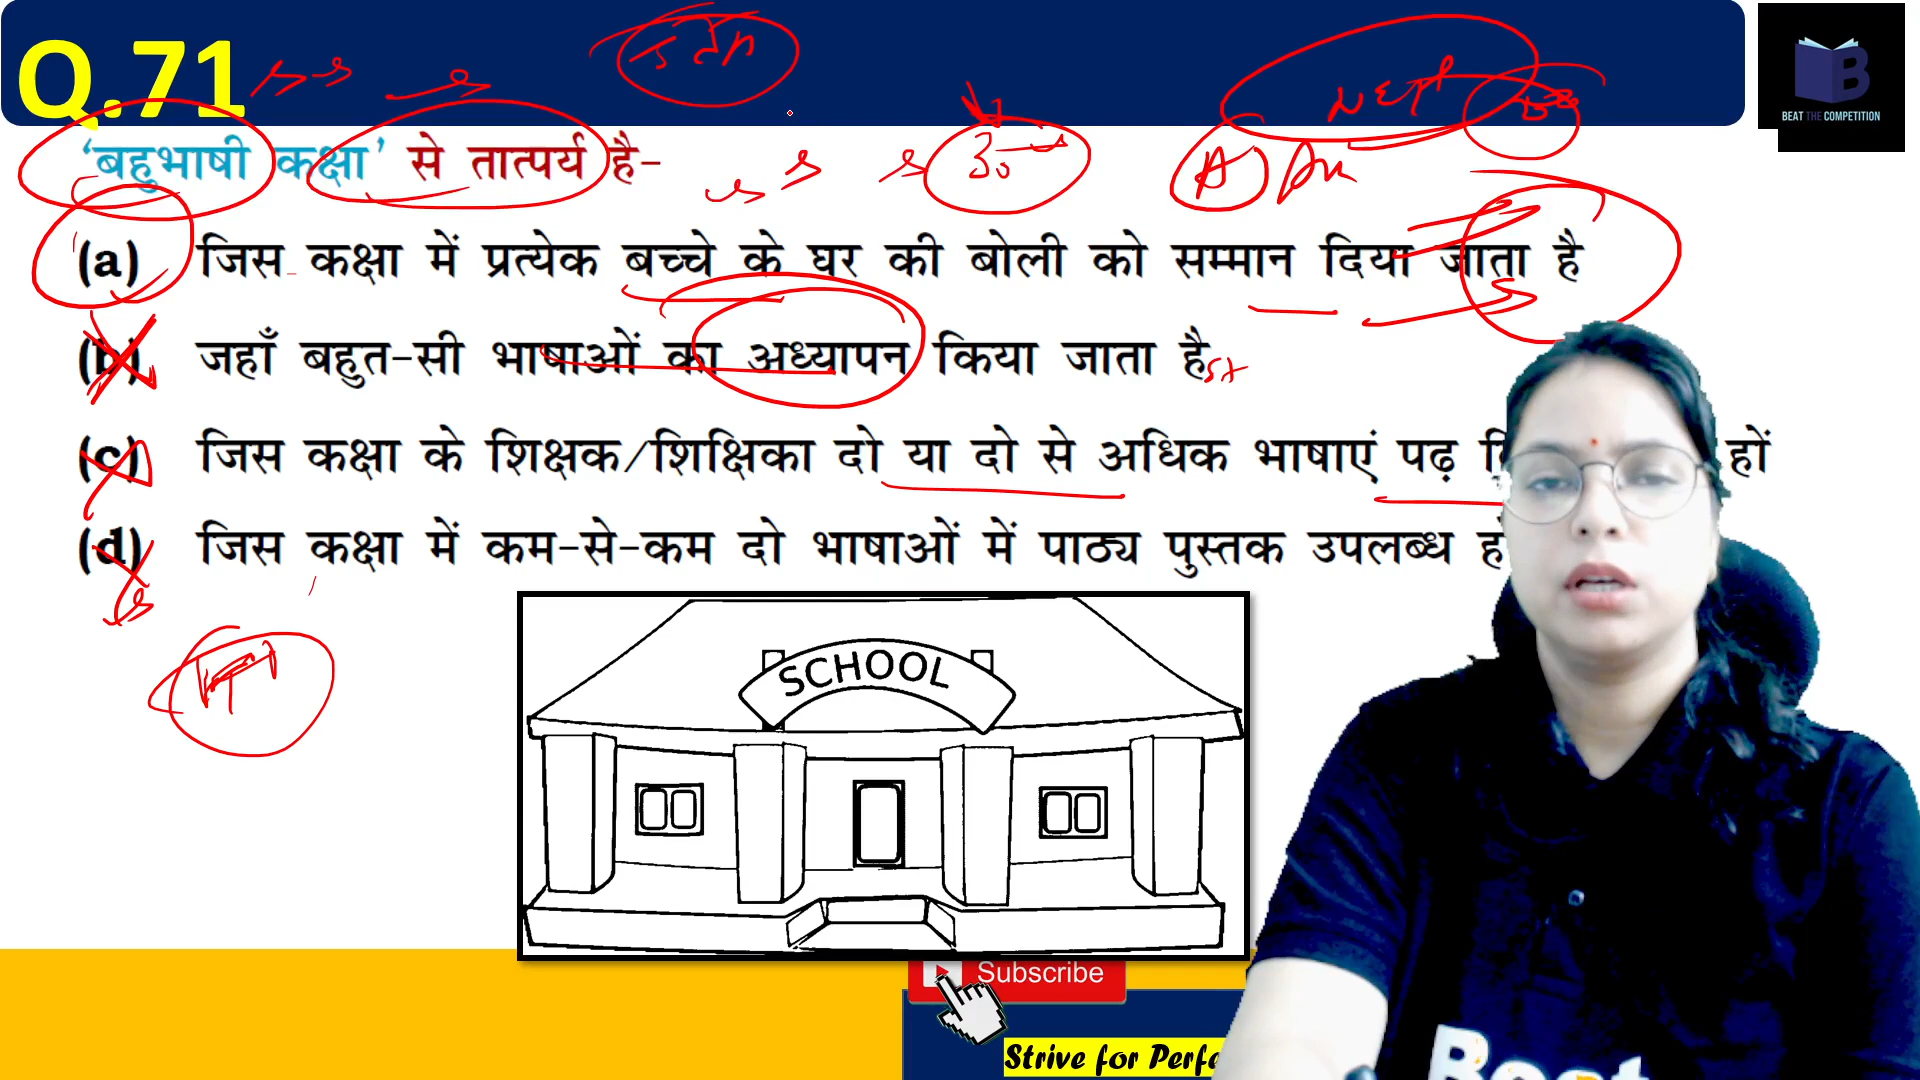 Q.71
BEAT THE COMPETITION
‘बहुभाषी कक्षा’ से तात्पर्य है-
30
A
(a) जिस कक्षा में प्रत्येक बच्चे के घर की बोली को सम्मान दिया जाता है
(b) जहाँ बहुत-सी भाषाओं का अध्यापन किया जाता है
(c) जिस कक्षा के शिक्षक/शिक्षिका दो या दो से अधिक भाषाएं पढ़ हों
(d) जिस कक्षा में कम-से-कम दो भाषाओं में पाठ्य पुस्तक उपलब्ध
SCHOOL
Subscribe
Strive for